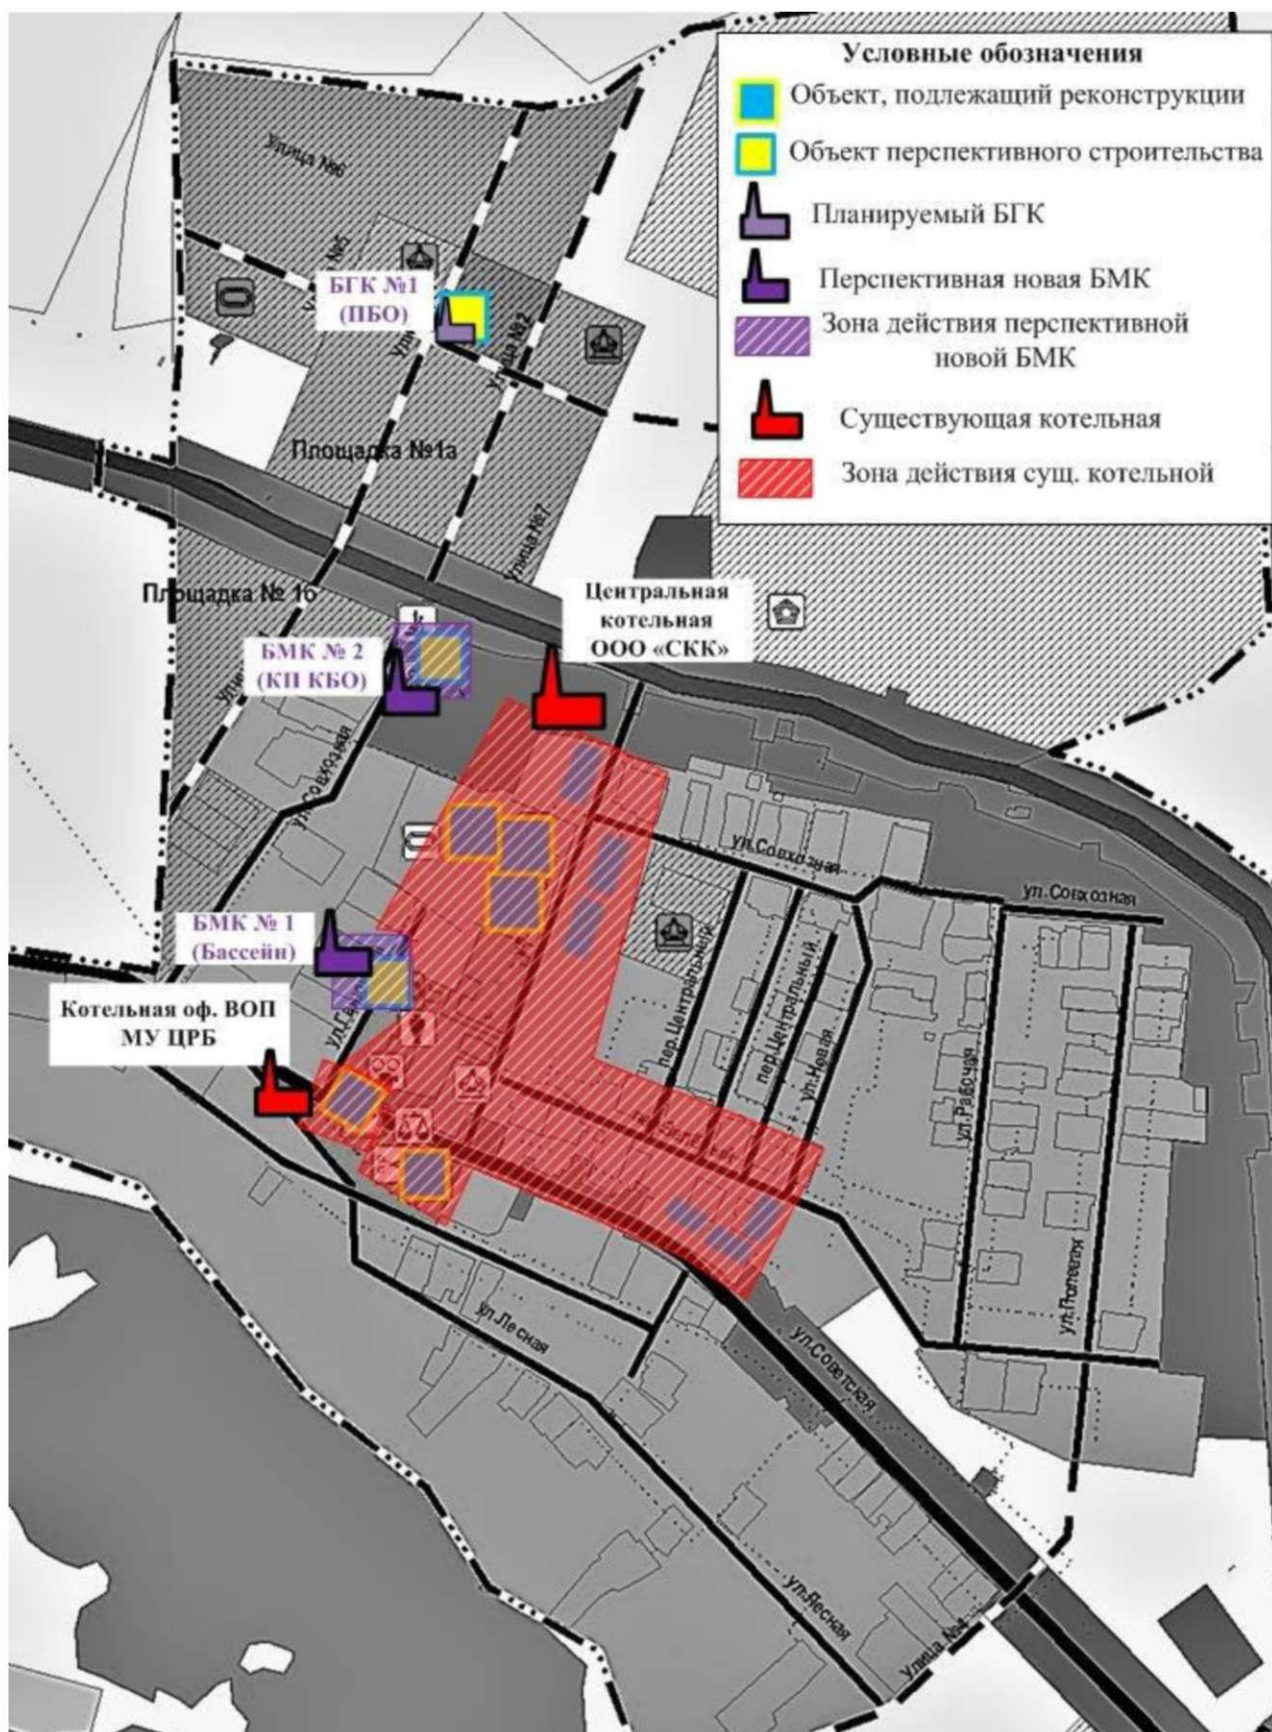 Условные обозначения
Объект, подлежащий реконструкции
Объект перспективного строительства
Планируемый БГК
Перспективная новая БМК
Зона действия перспективной
новой БМК
Существующая котельная
Зона действия сущ. котельной
Улица №6
№5
БГК №1
(ПБО)
Улица №2
Площадка №1а
Улица №7
Площадка № 1б
Центральная
котельная
ООО «СКК»
БМК № 2
(КП КБО)
ул.Совхозная
ул.Совхозная
ул.Совхозная
БМК № 1
(Бассейн)
Котельная оф. ВОП
МУ ЦРБ
пер.Центральный
пер.Центральный
ул.Новая
ул.Рабочая
ул.Полевая
ул.Лесная
ул.Советская
ул.Лесная
Улица №4